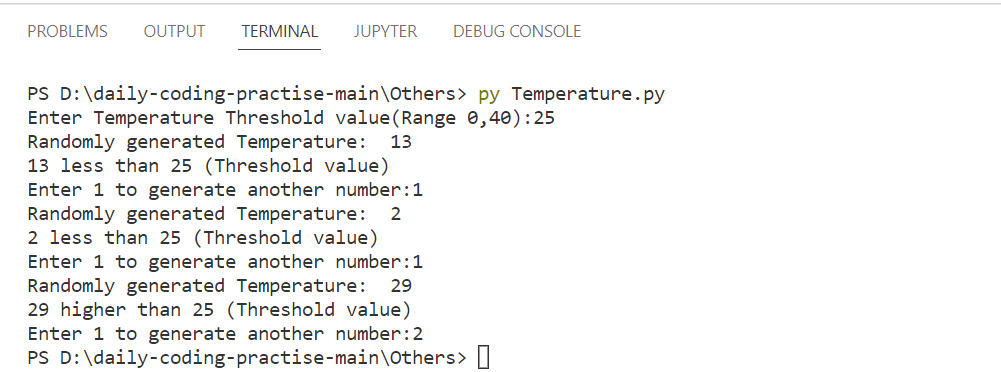 PROBLEMS OUTPUT TERMINAL JUPYTER DEBUG CONSOLE
PS D:\daily-coding-practise-main\Others> py Temperature.py
Enter Temperature Threshold value(Range 0,40):25
Randomly generated Temperature:  13
13 less than 25 (Threshold value)
Enter 1 to generate another number:1
Randomly generated Temperature:  2
2 less than 25 (Threshold value)
Enter 1 to generate another number:1
Randomly generated Temperature:  29
29 higher than 25 (Threshold value)
Enter 1 to generate another number:2
PS D:\daily-coding-practise-main\Others>